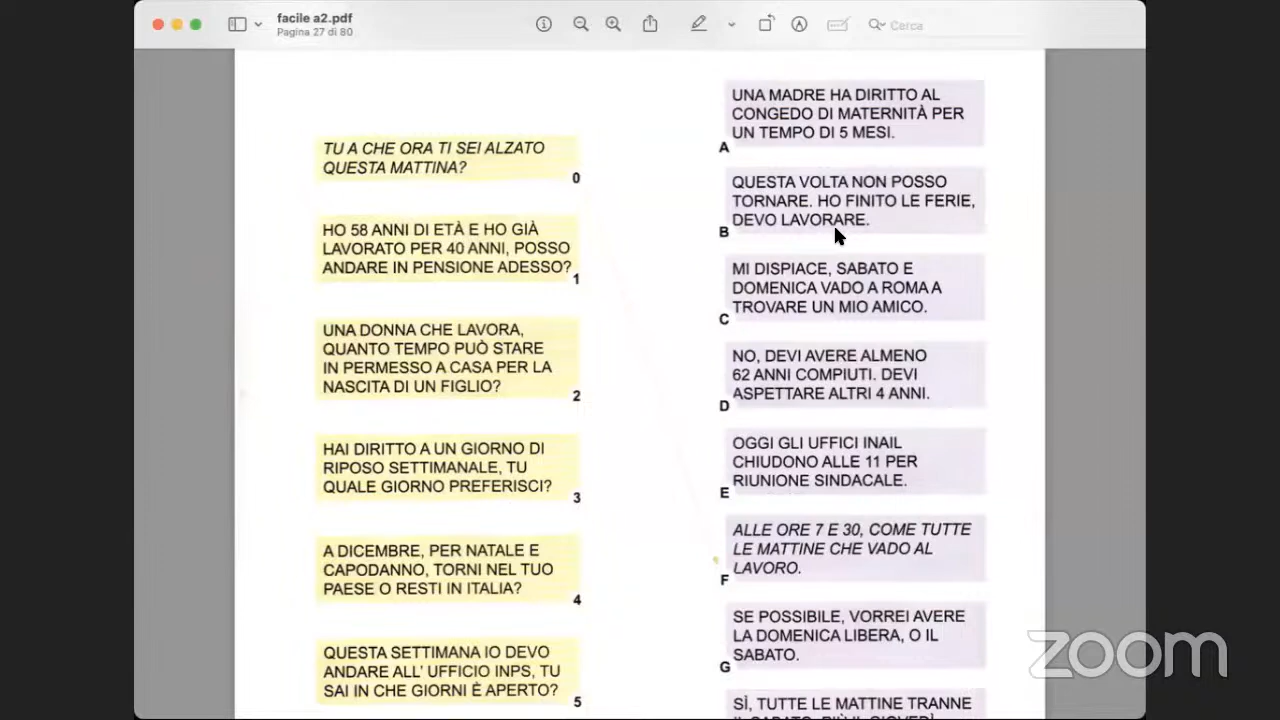 facile a2.pdf
Pagina 27 di 80
Cerca
TU A CHE ORA TI SEI ALZATO
QUESTA MATTINA?
0
HO 58 ANNI DI ETÀ E HO GIÀ
LAVORATO PER 40 ANNI, POSSO
ANDARE IN PENSIONE ADESSO?
1
UNA DONNA CHE LAVORA,
QUANTO TEMPO PUÒ STARE
IN PERMESSO A CASA PER LA
NASCITA DI UN FIGLIO?
2
HAI DIRITTO A UN GIORNO DI
RIPOSO SETTIMANALE, TU
QUALE GIORNO PREFERISCI?
3
A DICEMBRE, PER NATALE E
CAPODANNO, TORNI NEL TUO
PAESE O RESTI IN ITALIA?
4
QUESTA SETTIMANA IO DEVO
ANDARE ALL' UFFICIO INPS, TU
SAI IN CHE GIORNI È APERTO?
5
UNA MADRE HA DIRITTO AL
CONGEDO DI MATERNITÀ PER
UN TEMPO DI 5 MESI.
A
QUESTA VOLTA NON POSSO
TORNARE. HO FINITO LE FERIE,
DEVO LAVORARE.
B
MI DISPIACE, SABATO E
DOMENICA VADO A ROMA A
TROVARE UN MIO AMICO.
C
NO, DEVI AVERE ALMENO
62 ANNI COMPIUTI. DEVI
ASPETTARE ALTRI 4 ANNI.
D
OGGI GLI UFFICI INAIL
CHIUDONO ALLE 11 PER
RIUNIONE SINDACALE.
E
ALLE ORE 7 E 30, COME TUTTE
LE MATTINE CHE VADO AL
LAVORO.
F
SE POSSIBILE, VORREI AVERE
LA DOMENICA LIBERA, O IL
SABATO.
G
SÌ, TUTTE LE MATTINE TRANNE
IL SABATO, PIÙ IL GIOVEDÌ
zoom